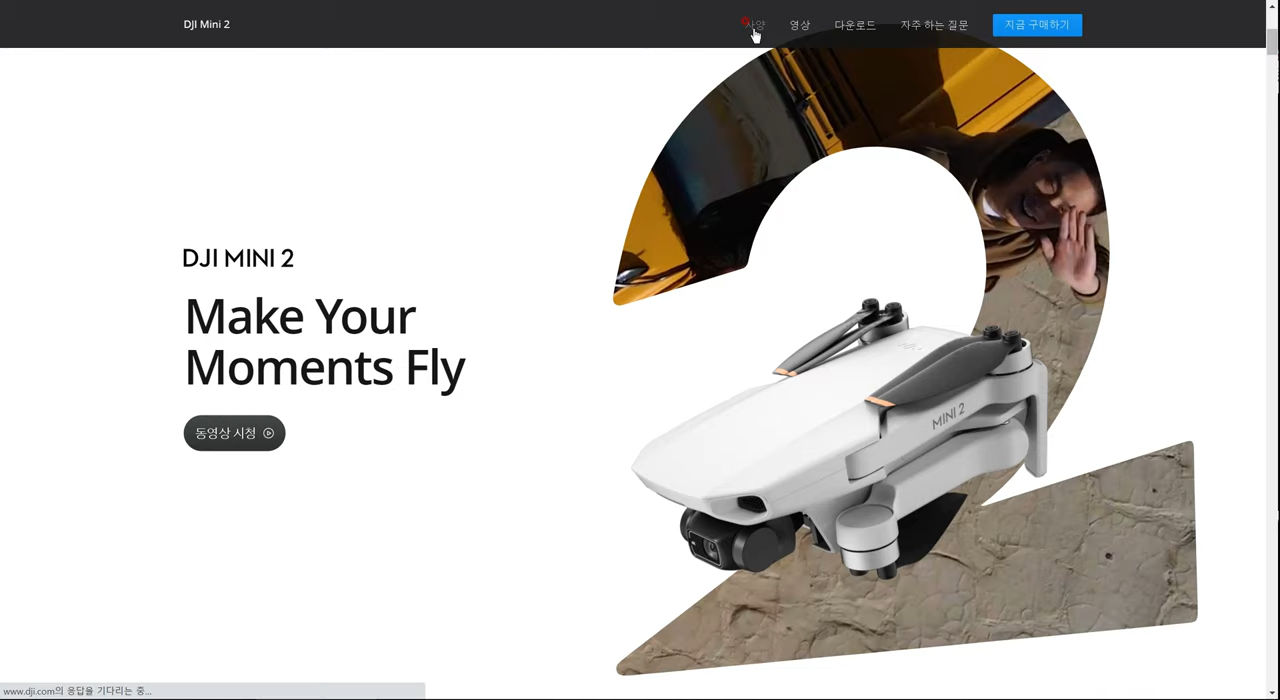 DJI Mini 2
사양 영상 다운로드 자주 하는 질문 지금 구매하기
DJI MINI 2
Make Your
Moments Fly
동영상 시청
MINI 2
www.dji.com의 응답을 기다리는 중...